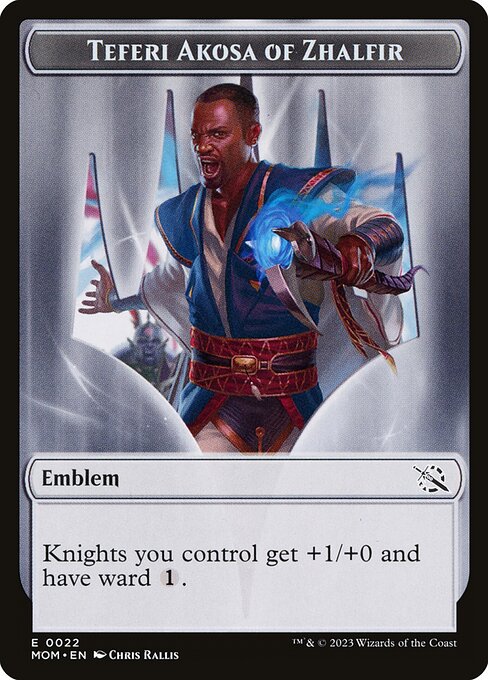 Teferi Akosa of Zhalfir
Emblem
Knights you control get +1/+0 and
have ward 1.
E 0022
MOM • EN Chris Rallis
™ & © 2023 Wizards of the Coast